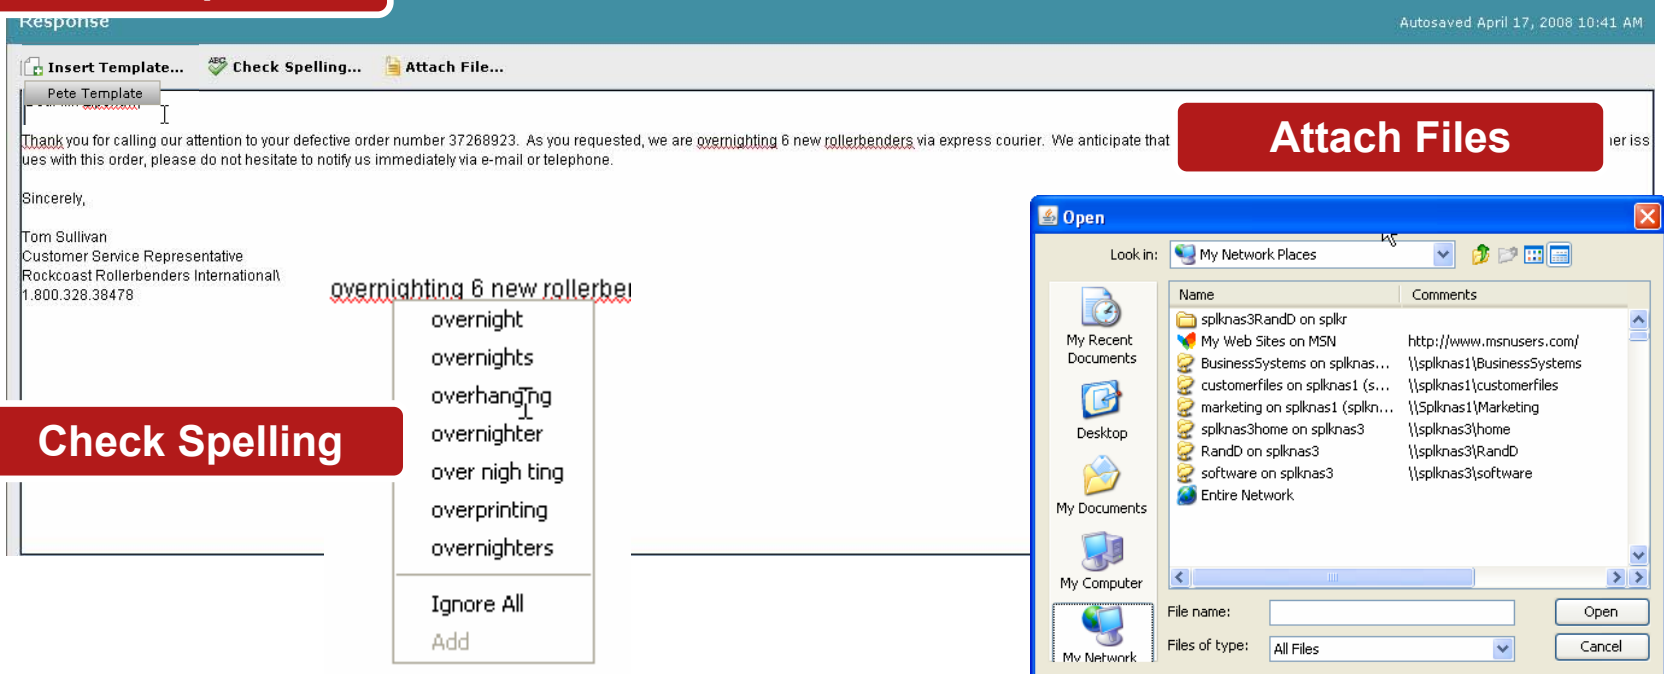 Response
Autosaved April 17, 2008 10:41 AM
Insert Template... Check Spelling... Attach File...
Pete Template
Thank you for calling our attention to your defective order number 37268923. As you requested, we are overnighting 6 new rollerbenders via express courier. We anticipate that
ues with this order, please do not hesitate to notify us immediately via e-mail or telephone.
Sincerely,
Tom Sullivan
Customer Service Representative
Rockcoast Rollerbenders International\
1.800.328.38478
Attach Files
overnighting 6 new rollerber
overnight
overnights
overhanging
overnighter
over nigh ting
overprinting
overnighters
Ignore All
Add
Check Spelling
Open
Look in: My Network Places
My Recent
Documents
Desktop
My Documents
My Computer
My Network
Name Comments
splknas3RandD on splkr
My Web Sites on MSN http://www.msnusers.com/
BusinessSystems on splknas... \\splknas1\BusinessSystems
customerfiles on splknas1 (s... \\splknas1\customerfiles
marketing on splknas1 (splkn... \\Splknas1\Marketing
splknas3home on splknas3 \\splknas3\home
RandD on splknas3 \\splknas3\RandD
software on splknas3 \\splknas3\software
Entire Network
File name: Open
Files of type: All Files Cancel